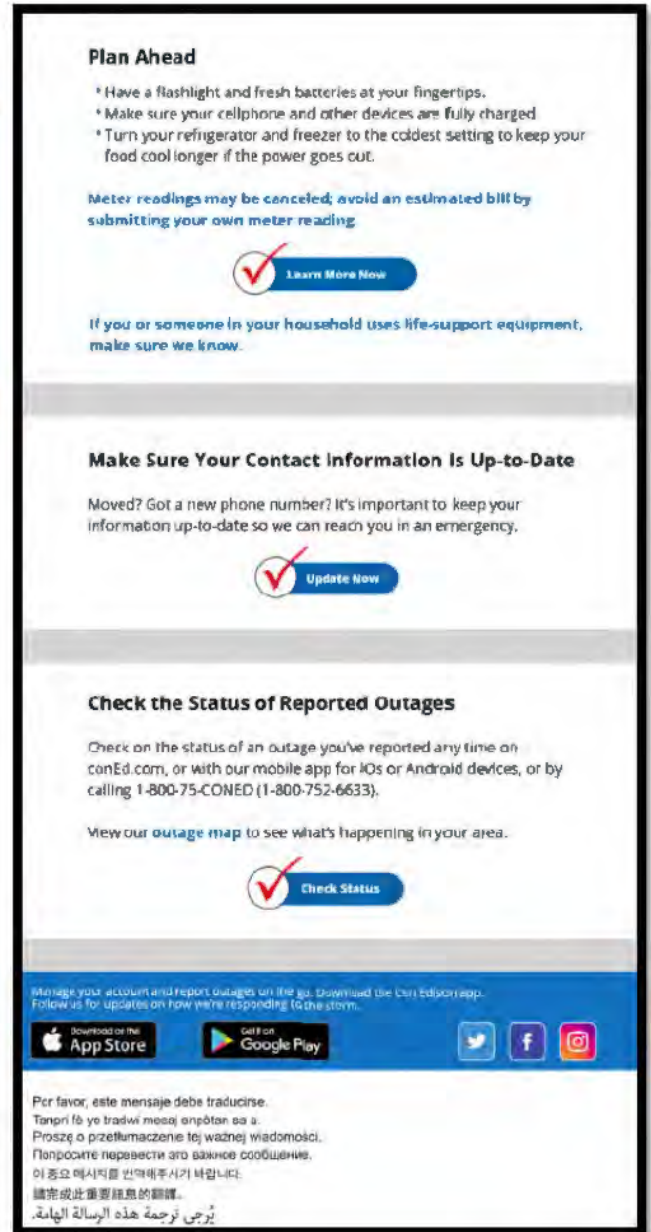 Plan Ahead
* Have a flashlight and fresh batteries at your fingertips.
* Make sure your cellphone and other devices are fully charged
* Turn your refrigerator and freezer to the coldest setting to keep your
food cool longer if the power goes out.
Meter readings may be canceled; avoid an estimated bill by
submitting your own meter reading
Learn More Now
If you or someone in your household uses life-support equipment,
make sure we know.
Make Sure Your Contact Information Is Up-to-Date
Moved? Got a new phone number? It's important to keep your
information up-to-date so we can reach you in an emergency.
Update Now
Check the Status of Reported Outages
Check on the status of an outage you've reported any time on
conEd.com, or with our mobile app for iOs or Android devices, or by
calling 1-800-75-CONED (1-800-752-6633).
View our outage map to see what's happening in your area.
Check Status
Manage your account and report outages on the go. Download the Con Edison app.
Follow us for updates on how we're responding to the storm.
Download on the
App Store
Get it on
Google Play
Por favor, este mensaje debe traducirse.
Tanpri fè yo tradwi mesaj enpòtan sa a.
Proszę o przetłumaczenie tej ważnej wiadomości.
Попросите перевести это важное сообщение.
이 중요 메시지를 번역해주시기 바랍니다.
請完成此重要訊息的翻譯。
يُرجى ترجمة هذه الرسالة الهامة.